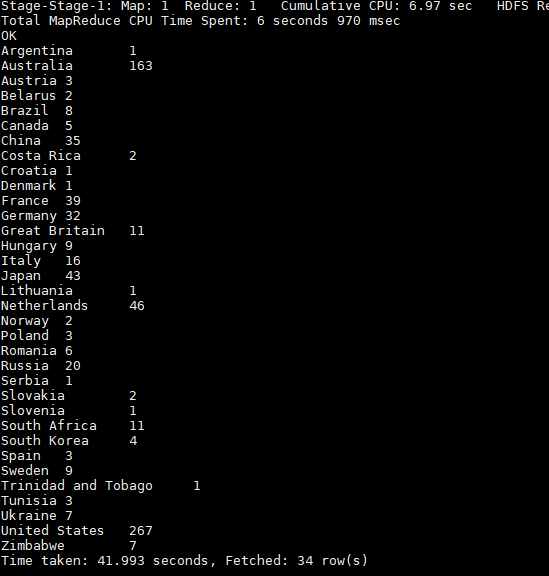 Stage-Stage-1: Map: 1  Reduce: 1   Cumulative CPU: 6.97 sec   HDFS Re
Total MapReduce CPU Time Spent: 6 seconds 970 msec
OK
Argentina       1
Australia       163
Austria 3
Belarus 2
Brazil  8
Canada  5
China   35
Costa Rica      2
Croatia 1
Denmark 1
France  39
Germany 32
Great Britain   11
Hungary 9
Italy   16
Japan   43
Lithuania       1
Netherlands     46
Norway  2
Poland  3
Romania 6
Russia  20
Serbia  1
Slovakia        2
Slovenia        1
South Africa    11
South Korea     4
Spain   3
Sweden  9
Trinidad and Tobago     1
Tunisia 3
Ukraine 7
United States   267
Zimbabwe        7
Time taken: 41.993 seconds, Fetched: 34 row(s)